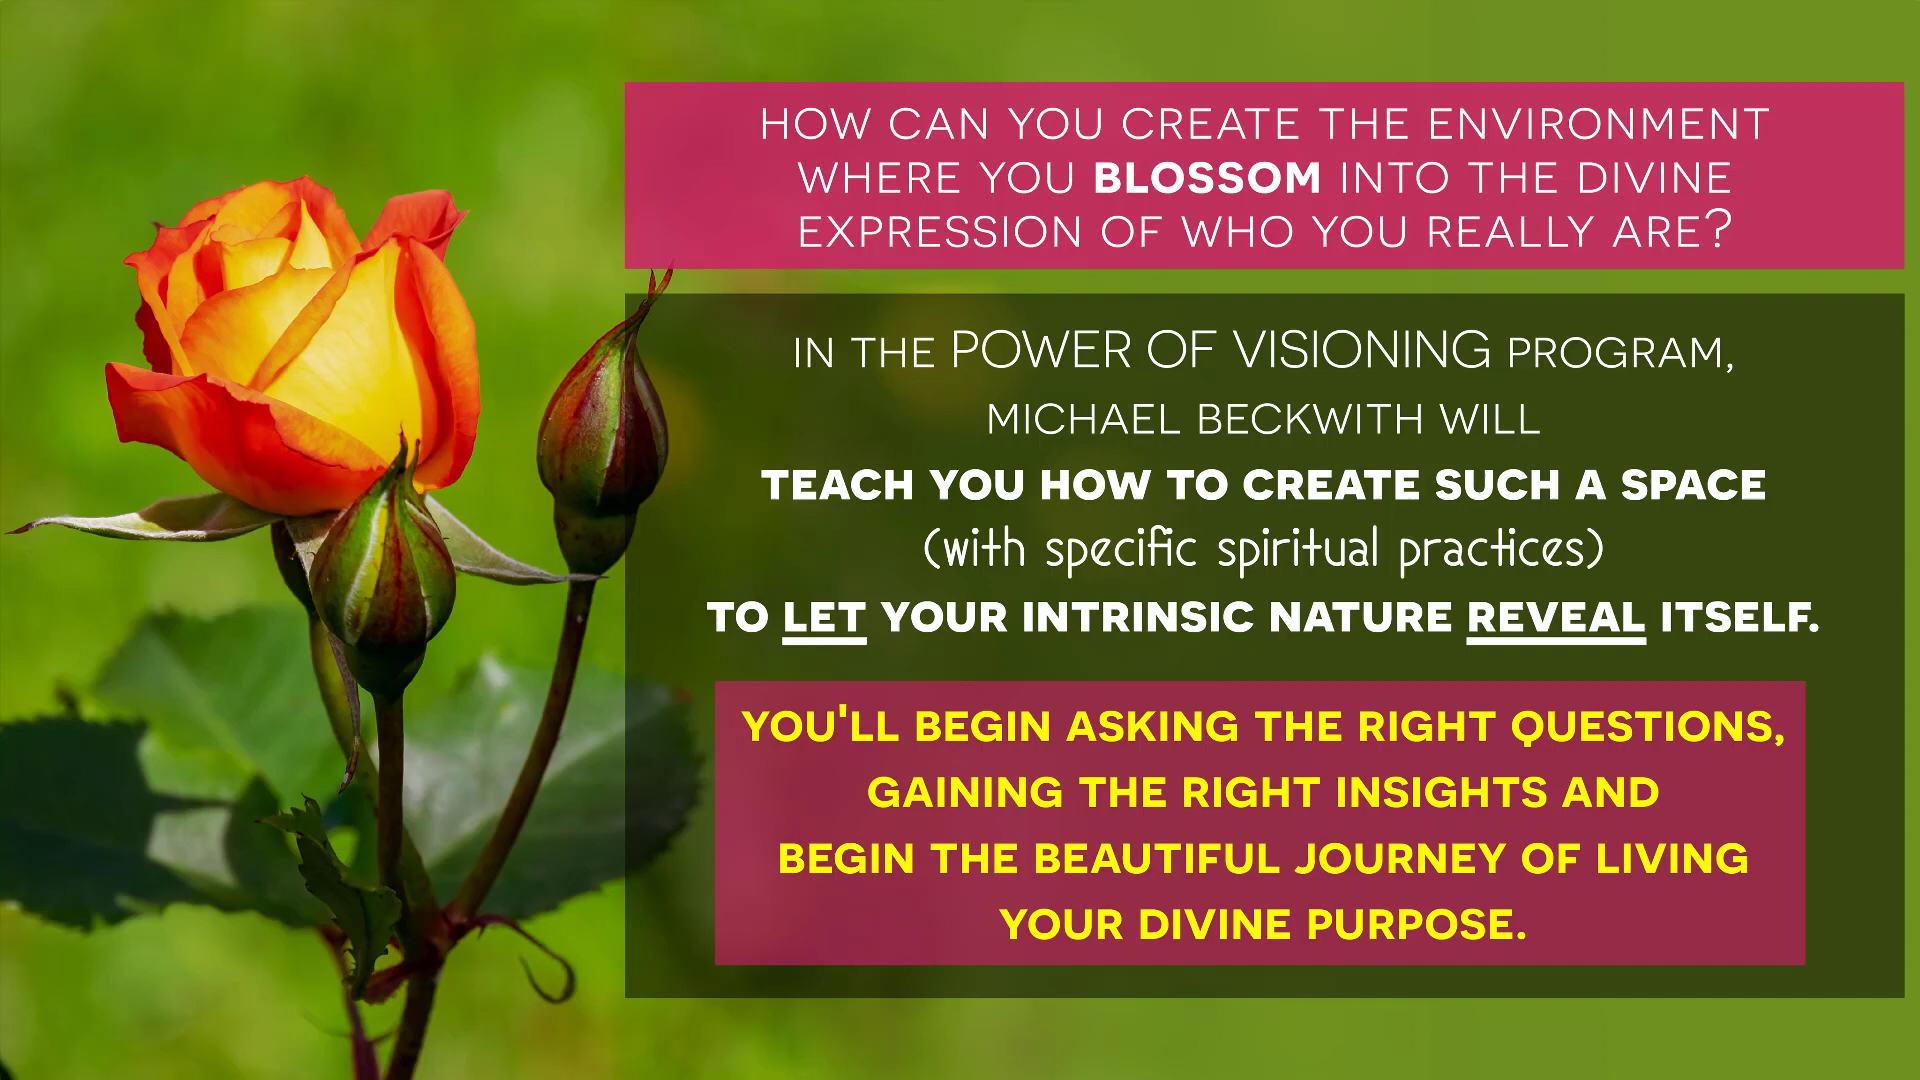 HOW CAN YOU CREATE THE ENVIRONMENT
WHERE YOU BLOSSOM INTO THE DIVINE
EXPRESSION OF WHO YOU REALLY ARE?
IN THE POWER OF VISIONING PROGRAM,
MICHAEL BECKWITH WILL
TEACH YOU HOW TO CREATE SUCH A SPACE
(with specific spiritual practices)
TO LET YOUR INTRINSIC NATURE REVEAL ITSELF.
YOU'LL BEGIN ASKING THE RIGHT QUESTIONS,
GAINING THE RIGHT INSIGHTS AND
BEGIN THE BEAUTIFUL JOURNEY OF LIVING
YOUR DIVINE PURPOSE.